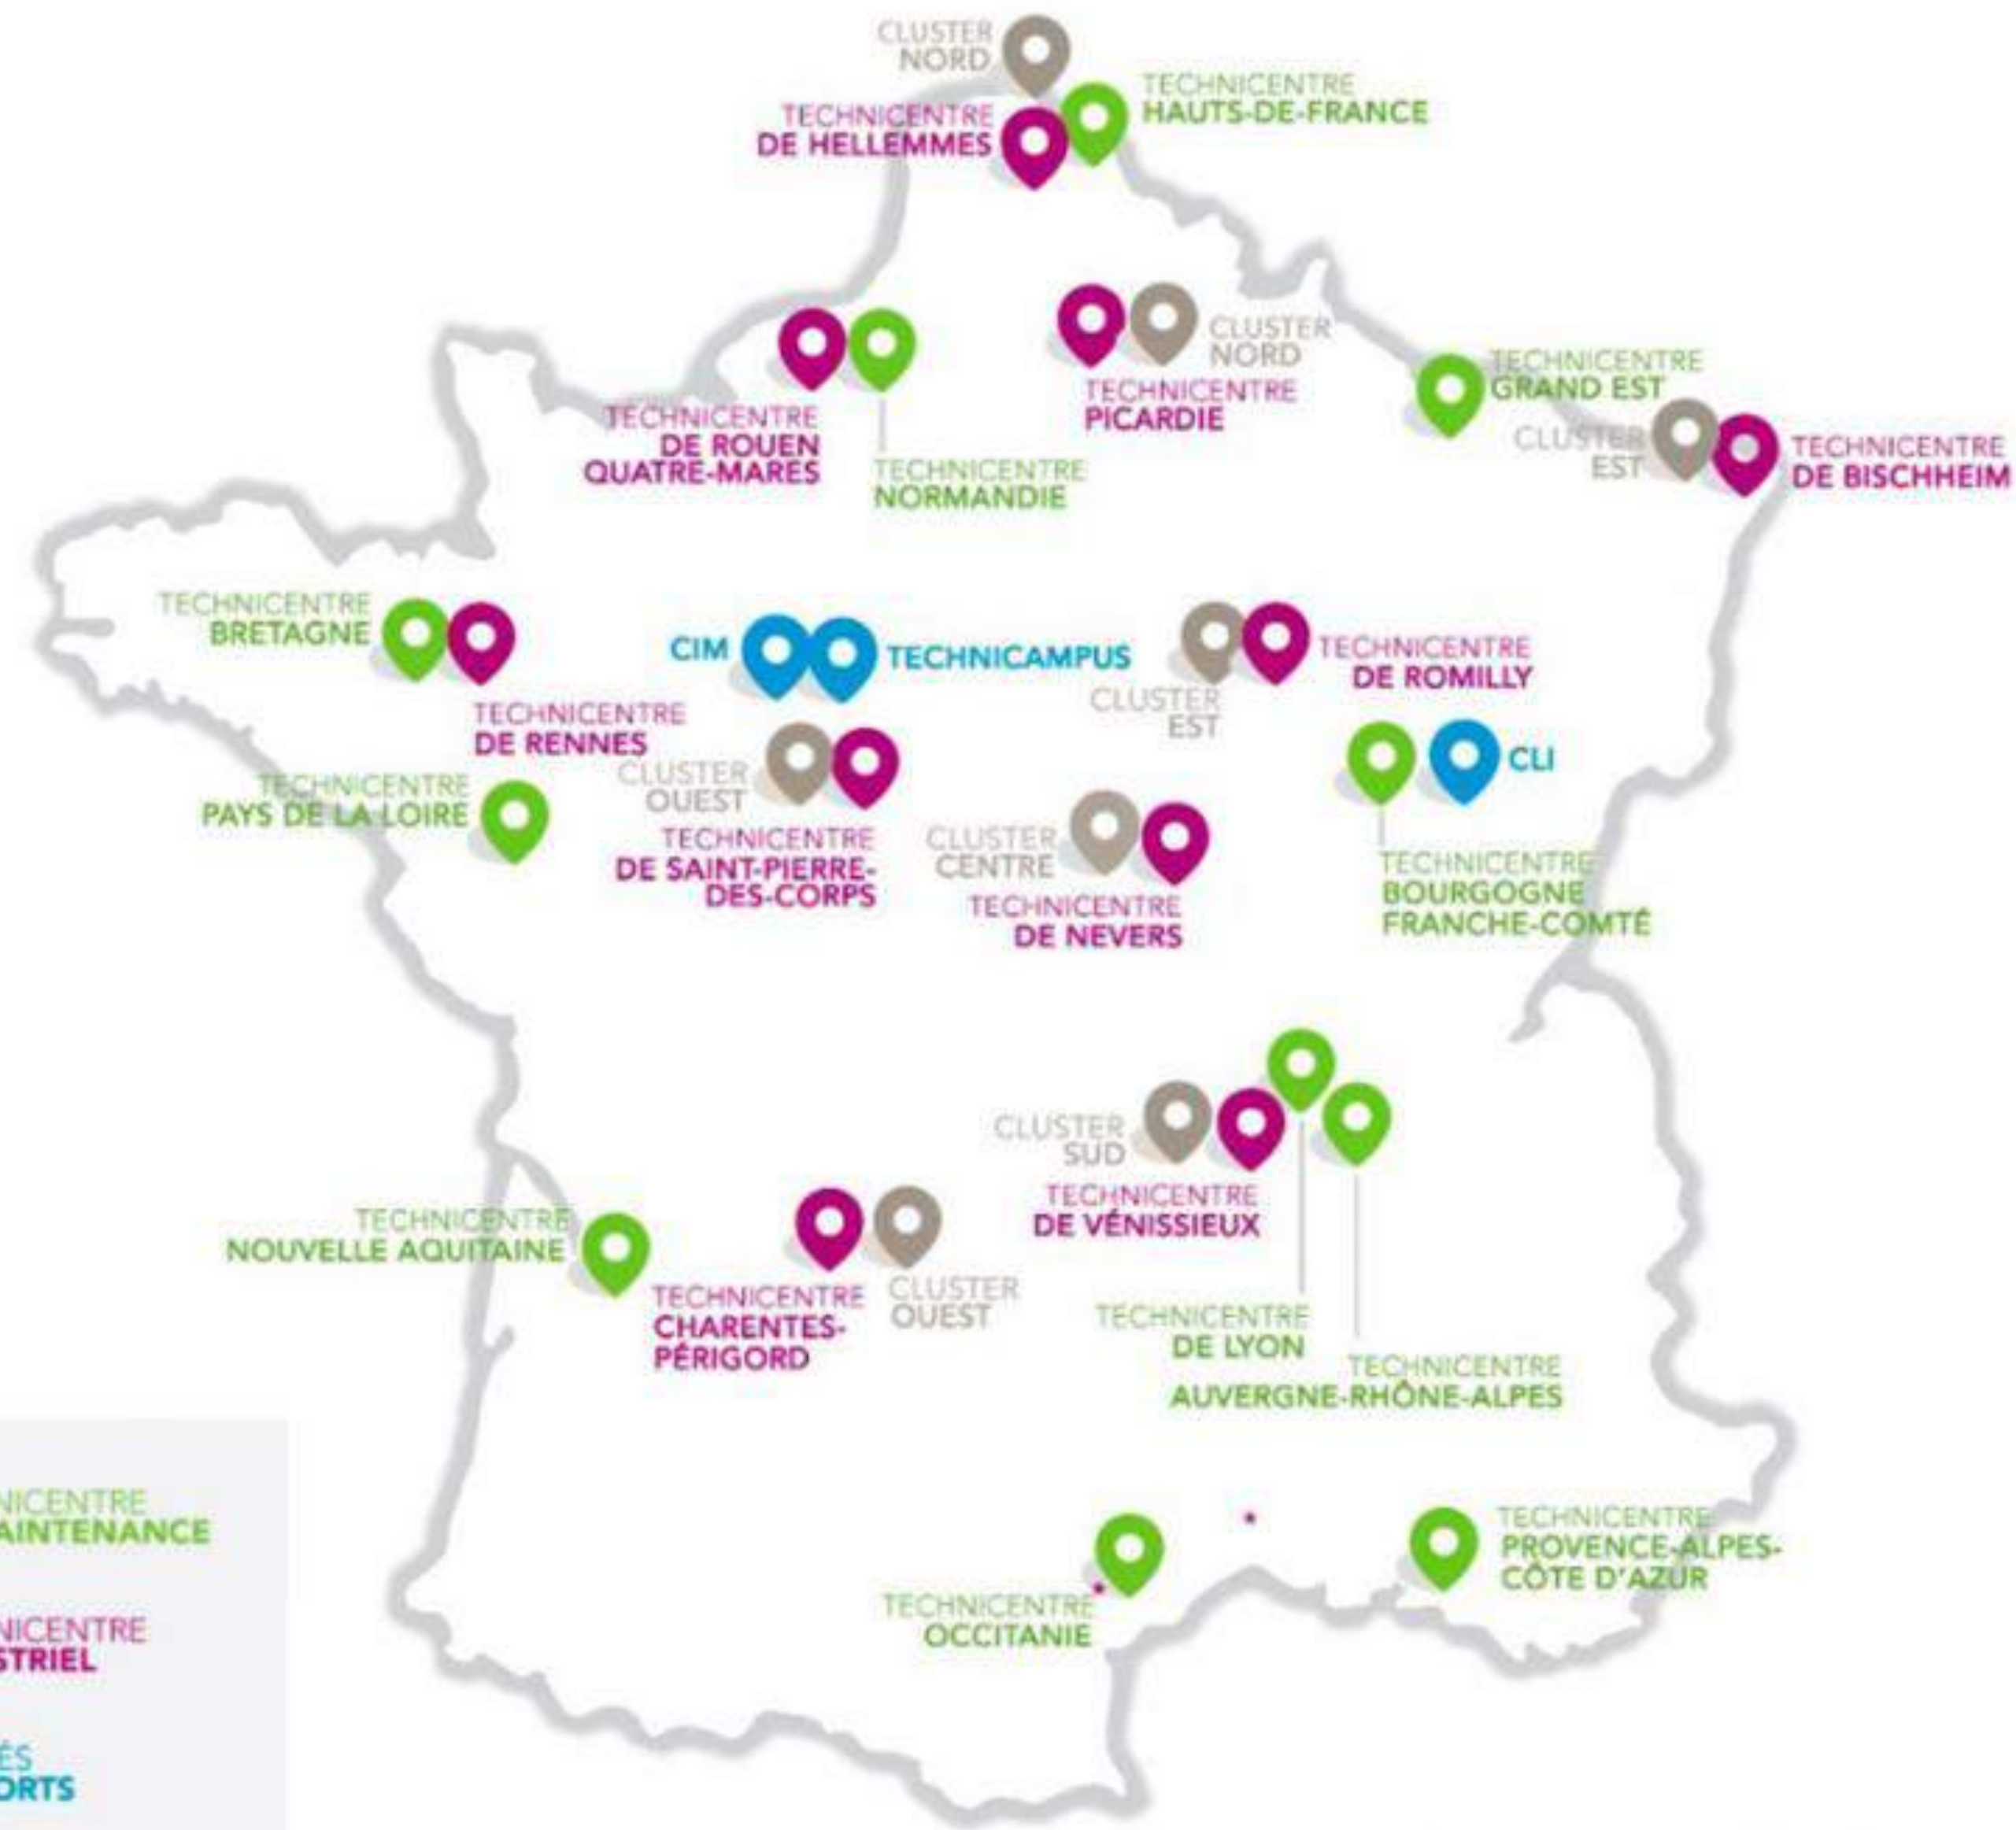 CLUSTER
NORD
TECHNICENTRE
HAUTS-DE-FRANCE
TECHNICENTRE
DE HELLEMMES
CLUSTER
NORD
TECHNICENTRE
PICARDIE
TECHNICENTRE
GRAND EST
TECHNICENTRE
DE ROUEN
QUATRE-MARES
TECHNICENTRE
NORMANDIE
CLUSTER
EST
TECHNICENTRE
DE BISCHHEIM
TECHNICENTRE
BRETAGNE
CIM
TECHNICAMPUS
TECHNICENTRE
DE ROMILLY
CLUSTER
EST
TECHNICENTRE
DE RENNES
CLUSTER
OUEST
CLI
TECHNICENTRE
PAYS DE LA LOIRE
TECHNICENTRE
DE SAINT-PIERRE-
DES-CORPS
CLUSTER
CENTRE
TECHNICENTRE
DE NEVERS
TECHNICENTRE
BOURGOGNE
FRANCHE-COMTÉ
CLUSTER
SUD
TECHNICENTRE
DE VÉNISSIEUX
TECHNICENTRE
NOUVELLE AQUITAINE
TECHNICENTRE
CHARENTES-
PÉRIGORD
CLUSTER
OUEST
TECHNICENTRE
DE LYON
TECHNICENTRE
AUVERGNE-RHÔNE-ALPES
NICENTRE
AINTENANCE
TECHNICENTRE
PROVENCE-ALPES-
CÔTE D'AZUR
TECHNICENTRE
OCCITANIE
NICENTRE
STRIEL
ÉS
ORTS